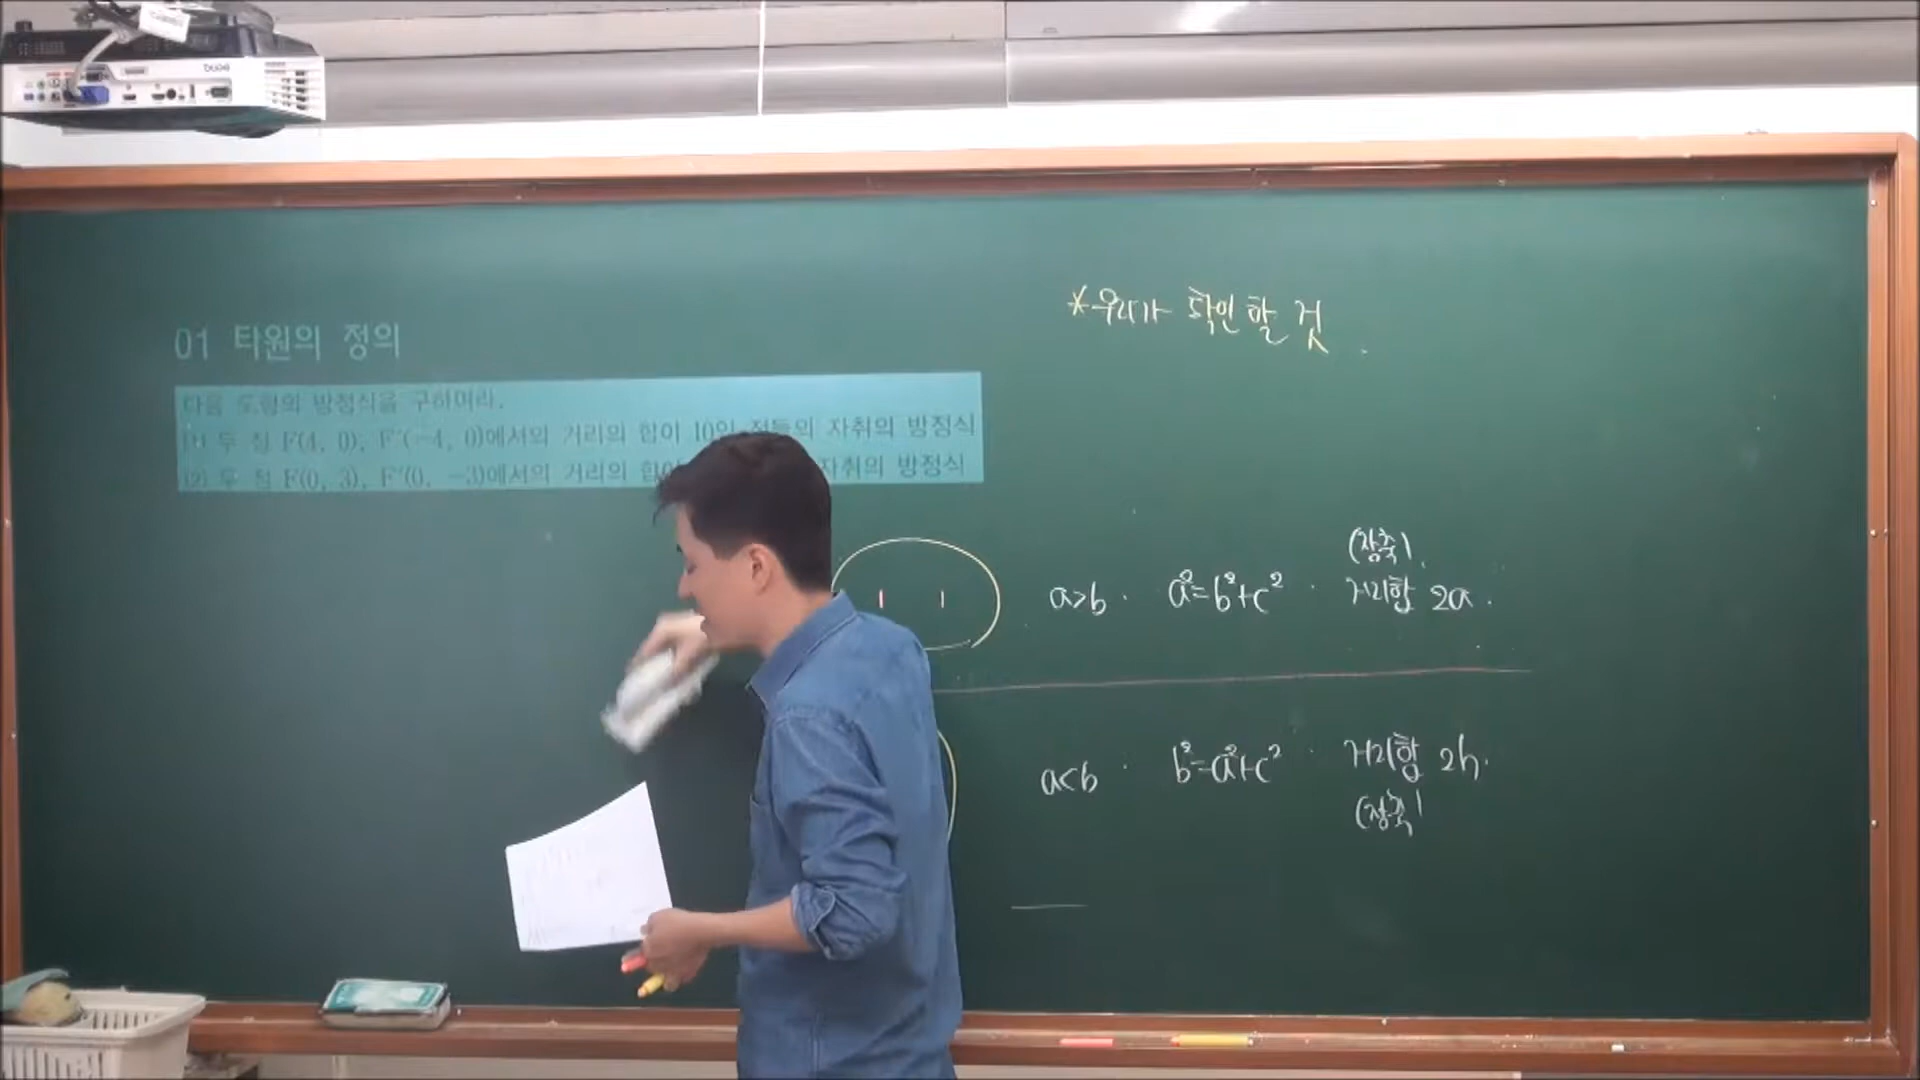 01 타원의 정의
다음 도형의 방정식을 구하여라.
(1) 두 점 F(4, 0), F′(−4, 0)에서의 거리의 합이 10인 점들의 자취의 방정식
(2) 두 점 F(0, 3), F′(0, −3)에서의 거리의 합이 자취의 방정식
*우리가 확인할 것.
(장축)
a>b. a²=b²+c². 거리합 2a.
a<b. b²=a²+c². 거리합 2b.
(장축)
BenQ